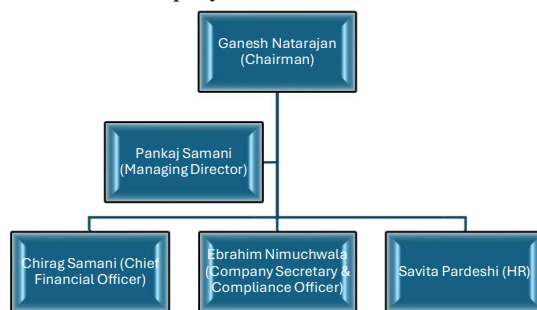 Ganesh Natarajan
(Chairman)
Pankaj Samani
(Managing Director)
Chirag Samani (Chief
Financial Officer)
Ebrahim Nimuchwala
(Company Secretary &
Compliance Officer)
Savita Pardeshi (HR)